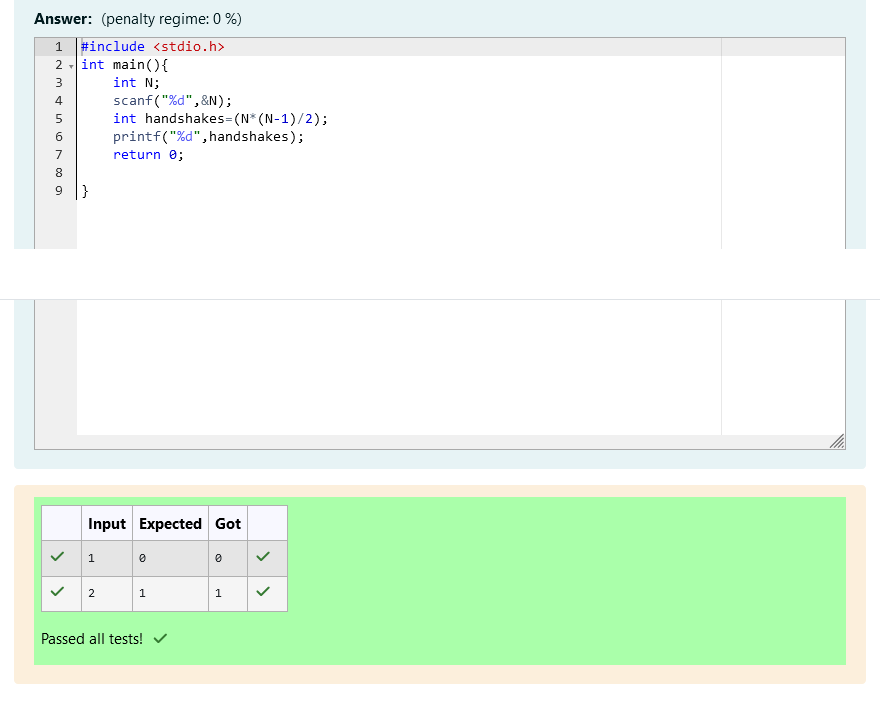 Answer: (penalty regime: 0 %)
1 #include <stdio.h>
2 int main(){
3     int N;
4     scanf("%d",&N);
5     int handshakes=(N*(N-1)/2);
6     printf("%d",handshakes);
7     return 0;
8
9 }
Input Expected Got
1 0 0
2 1 1
Passed all tests!